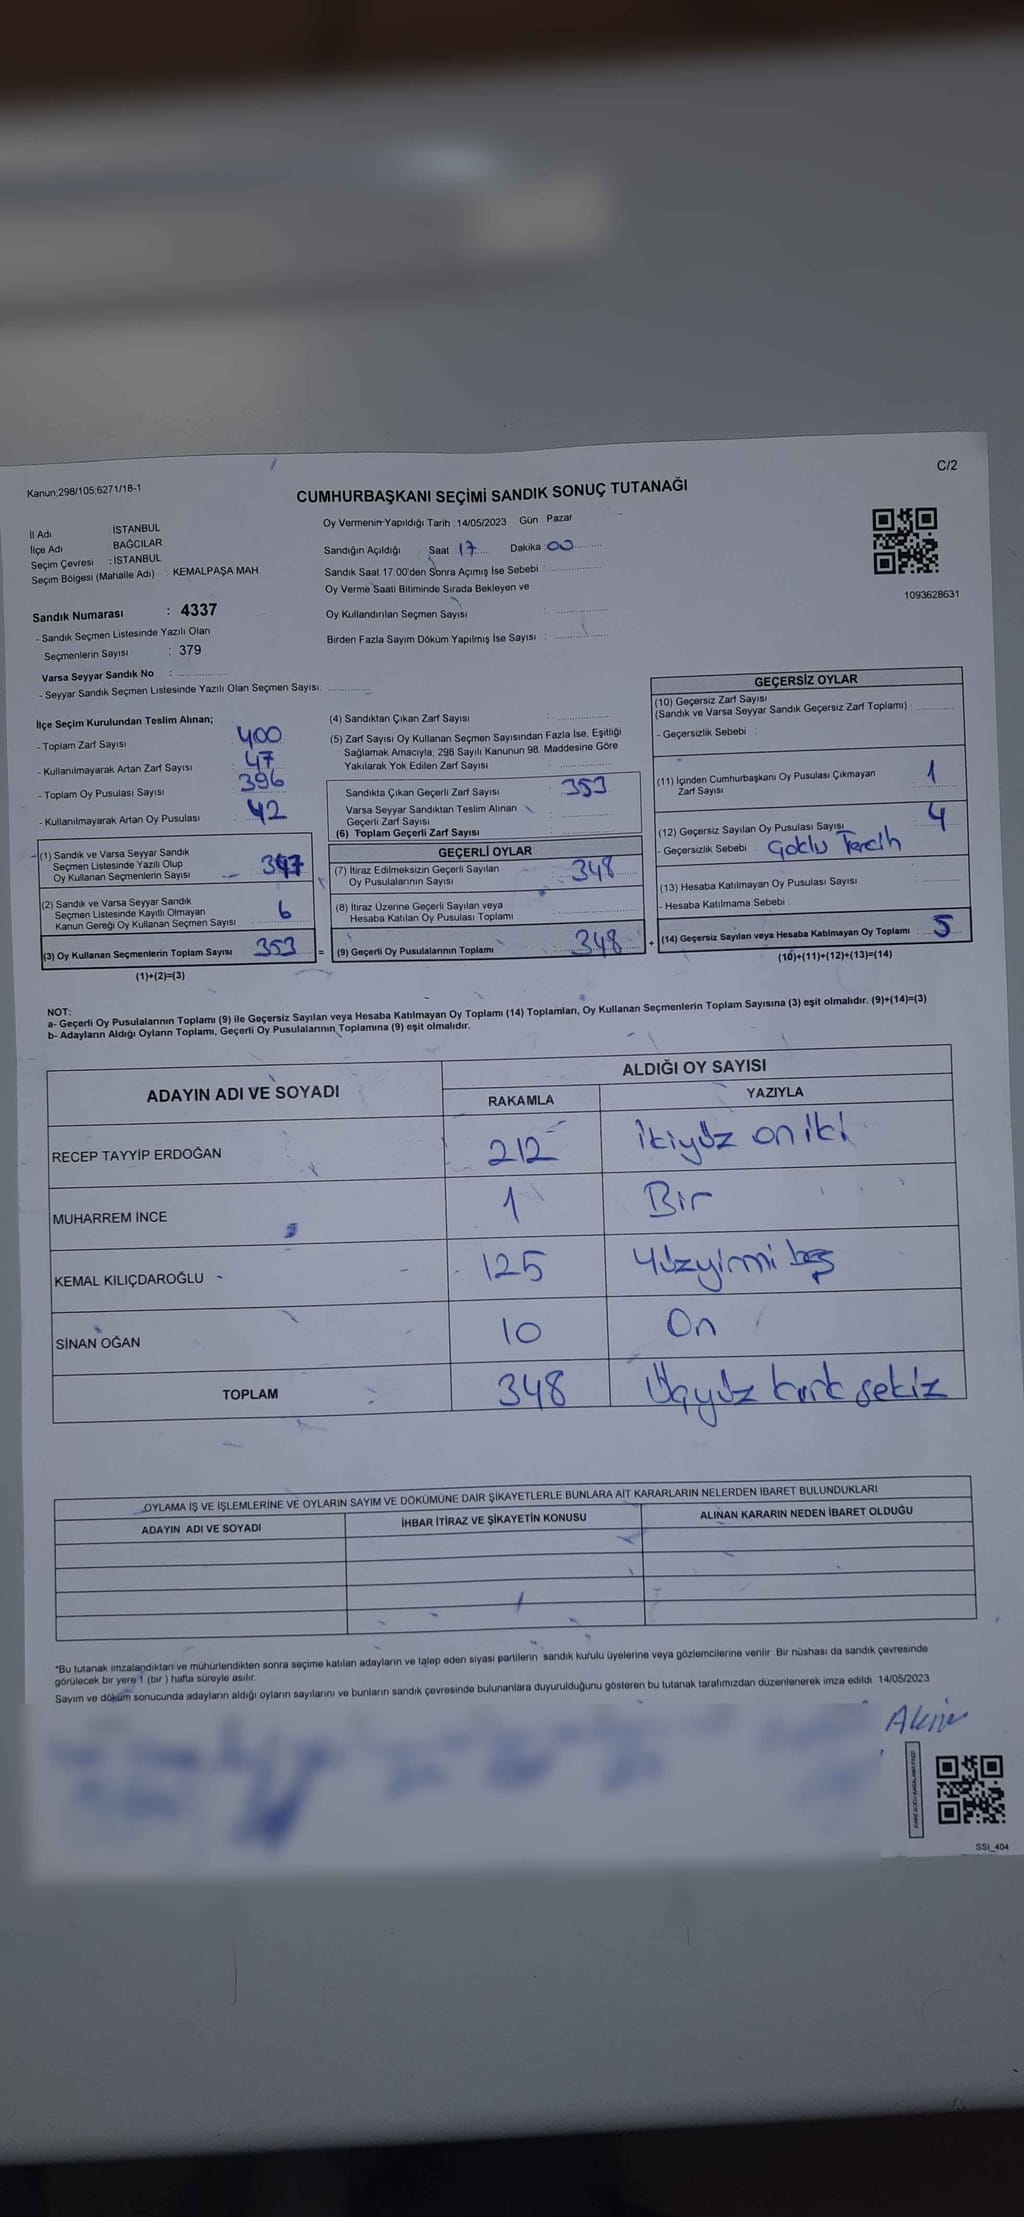 Kanun;298/105;6271/18-1
C/2
CUMHURBAŞKANI SEÇİMİ SANDIK SONUÇ TUTANAĞI
İl Adı : İSTANBUL
İlçe Adı : BAĞCILAR
Seçim Çevresi : İSTANBUL
Seçim Bölgesi (Mahalle Adı) : KEMALPAŞA MAH.
Oy Vermenin Yapıldığı Tarih : 14/05/2023 Gün : Pazar
Sandığın Açıldığı : Saat : 17 Dakika : 00
Sandık Saat 17:00'den Sonra Açımış İse Sebebi :
Oy Verme Saati Bitiminde Sırada Bekleyen ve
Oy Kullandırılan Seçmen Sayısı :
Birden Fazla Sayım Döküm Yapılmış İse Sayısı :
1093628631
Sandık Numarası : 4337
- Sandık Seçmen Listesinde Yazılı Olan
Seçmenlerin Sayısı : 379
Varsa Seyyar Sandık No :
- Seyyar Sandık Seçmen Listesinde Yazılı Olan Seçmen Sayısı:
İlçe Seçim Kurulundan Teslim Alınan;
- Toplam Zarf Sayısı : 400
- Kullanılmayarak Artan Zarf Sayısı : 47
- Toplam Oy Pusulası Sayısı : 396
- Kullanılmayarak Artan Oy Pusulası : 42
(1) Sandık ve Varsa Seyyar Sandık
Seçmen Listesinde Yazılı Olup
Oy Kullanan Seçmenlerin Sayısı 347
(2) Sandık ve Varsa Seyyar Sandık
Seçmen Listesinde Kayıtlı Olmayan
Kanun Gereği Oy Kullanan Seçmen Sayısı : 6
(3) Oy Kullanan Seçmenlerin Toplam Sayısı 353 =
(1)+(2)=(3)
(4) Sandıktan Çıkan Zarf Sayısı :
(5) Zarf Sayısı Oy Kullanan Seçmen Sayısından Fazla İse, Eşitliği
Sağlamak Amacıyla; 298 Sayılı Kanunun 98. Maddesine Göre
Yakılarak Yok Edilen Zarf Sayısı :
Sandıkta Çıkan Geçerli Zarf Sayısı : 353
Varsa Seyyar Sandıktan Teslim Alınan
Geçerli Zarf Sayısı :
(6) Toplam Geçerli Zarf Sayısı :
GEÇERLİ OYLAR
(7) İtiraz Edilmeksizin Geçerli Sayılan
Oy Pusulalarının Sayısı : 348
(8) İtiraz Üzerine Geçerli Sayılan veya
Hesaba Katılan Oy Pusulası Toplamı :
(9) Geçerli Oy Pusulalarının Toplamı : 348 +
GEÇERSİZ OYLAR
(10) Geçersiz Zarf Sayısı
(Sandık ve Varsa Seyyar Sandık Geçersiz Zarf Toplamı) :
- Geçersizlik Sebebi :
(11) İçinden Cumhurbaşkanı Oy Pusulası Çıkmayan
Zarf Sayısı : 1
(12) Geçersiz Sayılan Oy Pusulası Sayısı : 4
- Geçersizlik Sebebi : Çoklu Tercih
(13) Hesaba Katılmayan Oy Pusulası Sayısı :
- Hesaba Katılmama Sebebi :
(14) Geçersiz Sayılan veya Hesaba Katılmayan Oy Toplamı : 5
(10)+(11)+(12)+(13)=(14)
NOT:
a- Geçerli Oy Pusulalarının Toplamı (9) ile Geçersiz Sayılan veya Hesaba Katılmayan Oy Toplamı (14) Toplamları, Oy Kullanan Seçmenlerin Toplam Sayısına (3) eşit olmalıdır. (9)+(14)=(3)
b- Adayların Aldığı Oyların Toplamı, Geçerli Oy Pusulalarının Toplamına (9) eşit olmalıdır.
ADAYIN ADI VE SOYADI
ALDIĞI OY SAYISI
RAKAMLA YAZIYLA
RECEP TAYYİP ERDOĞAN 212 İkiyüz oniki
MUHARREM İNCE 1 Bir
KEMAL KILIÇDAROĞLU 125 Yüzyirmi beş
SİNAN OĞAN 10 On
TOPLAM 348 Üçyüz kırk sekiz
OYLAMA İŞ VE İŞLEMLERİNE VE OYLARIN SAYIM VE DÖKÜMÜNE DAİR ŞİKAYETLERLE BUNLARA AİT KARARLARIN NELERDEN İBARET BULUNDUKLARI
ADAYIN ADI VE SOYADI İHBAR İTİRAZ VE ŞİKAYETİN KONUSU ALINAN KARARIN NEDEN İBARET OLDUĞU
*Bu tutanak imzalandıktan ve mühürlendikten sonra seçime katılan adayların ve talep eden siyasi partilerin sandık kurulu üyelerine veya gözlemcilerine verilir. Bir nüshası da sandık çevresinde
görülecek bir yere 1 (bir ) hafta süreyle asılır.
Sayım ve döküm sonucunda adayların aldığı oyların sayılarını ve bunların sandık çevresinde bulunanlara duyurulduğunu gösteren bu tutanak tarafımızdan düzenlenerek imza edildi. 14/05/2023
SSI_404